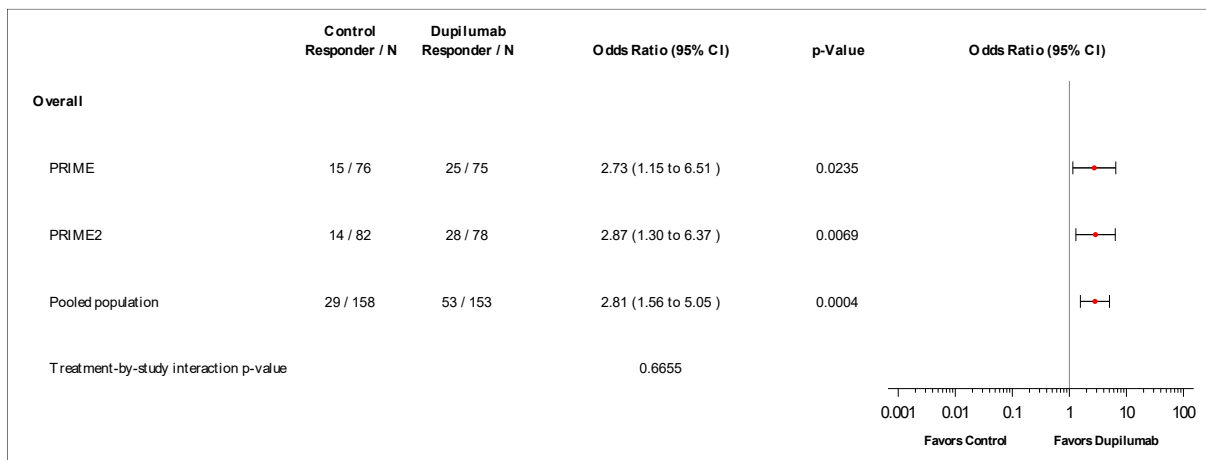 Control Dupilumab
Responder / N Responder / N Odds Ratio (95% CI) p-Value Odds Ratio (95% CI)
Overall
PRIME 15 / 76 25 / 75 2.73 (1.15 to 6.51 ) 0.0235
PRIME2 14 / 82 28 / 78 2.87 (1.30 to 6.37 ) 0.0069
Pooled population 29 / 158 53 / 153 2.81 (1.56 to 5.05 ) 0.0004
Treatment-by-study interaction p-value 0.6655
0.001 0.01 0.1 1 10 100
Favors Control Favors Dupilumab